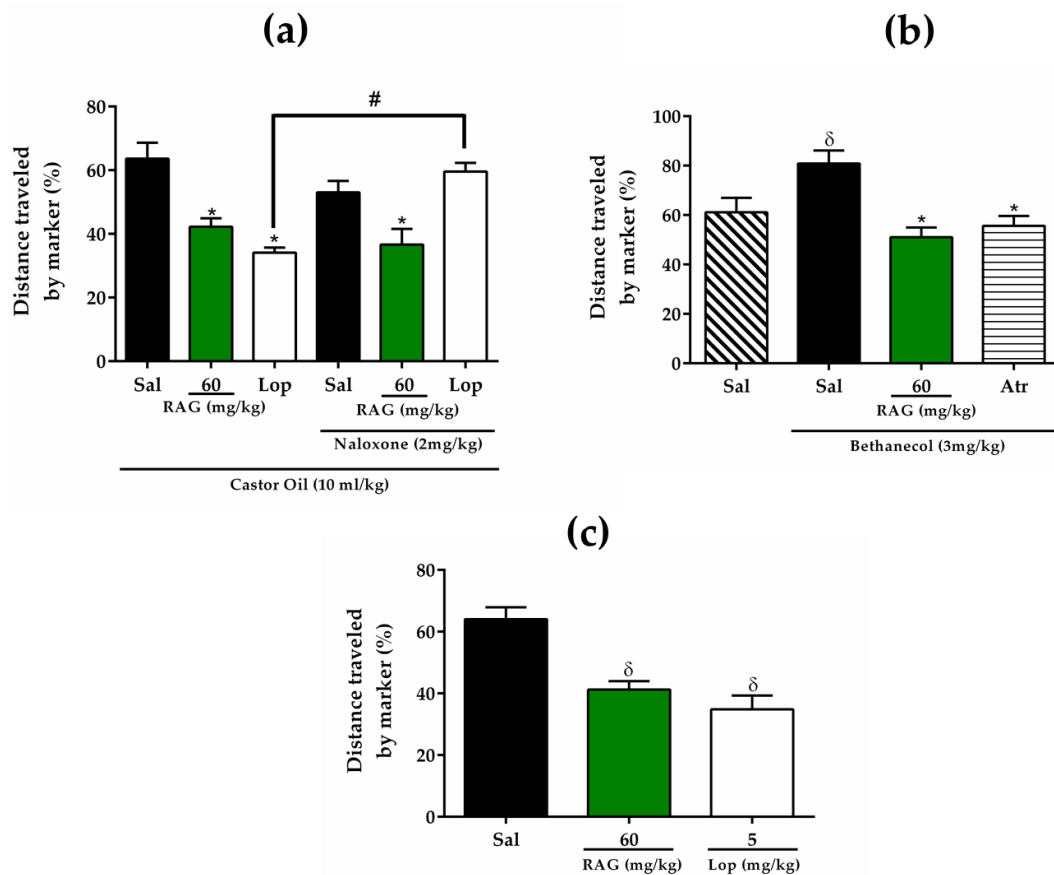 (a)
Distance traveled
by marker (%)
80
60
40
20
0
#
*
*
*
Sal
60
Lop
Sal
60
Lop
RAG (mg/kg)
RAG (mg/kg)
Naloxone (2mg/kg)
Castor Oil (10 ml/kg)
(b)
Distance traveled
by marker (%)
100
80
60
40
20
0
δ
*
*
Sal
Sal
60
Atr
RAG (mg/kg)
Bethanecol (3mg/kg)
(c)
Distance traveled
by marker (%)
80
60
40
20
0
δ
δ
Sal
60
5
RAG (mg/kg)
Lop (mg/kg)